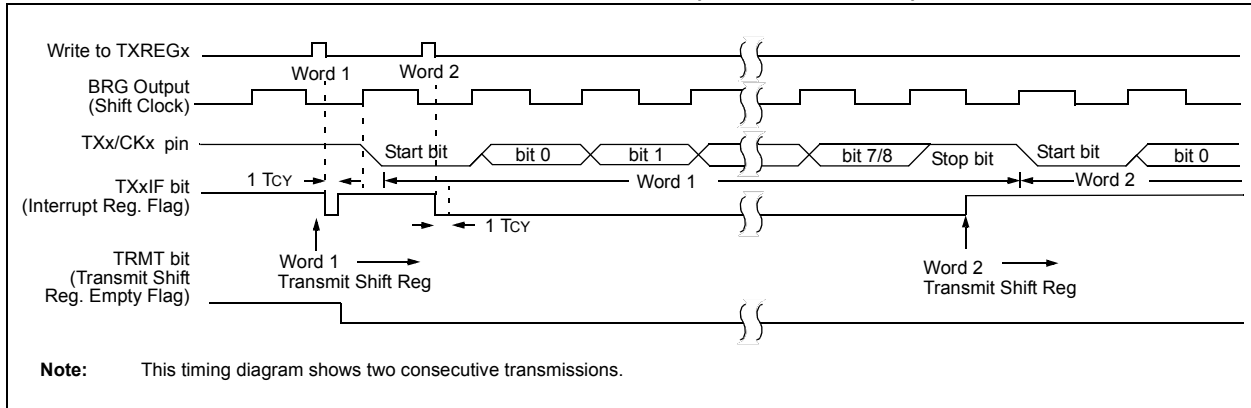 Write to TXREGx
Word 1
Word 2
BRG Output
(Shift Clock)
TXx/CKx pin
Start bit
bit 0
bit 1
bit 7/8
Stop bit
Start bit
bit 0
1 TCY
Word 1
Word 2
TXxIF bit
(Interrupt Reg. Flag)
1 TCY
TRMT bit
(Transmit Shift
Reg. Empty Flag)
Word 1
Transmit Shift Reg
Word 2
Transmit Shift Reg
Note: This timing diagram shows two consecutive transmissions.